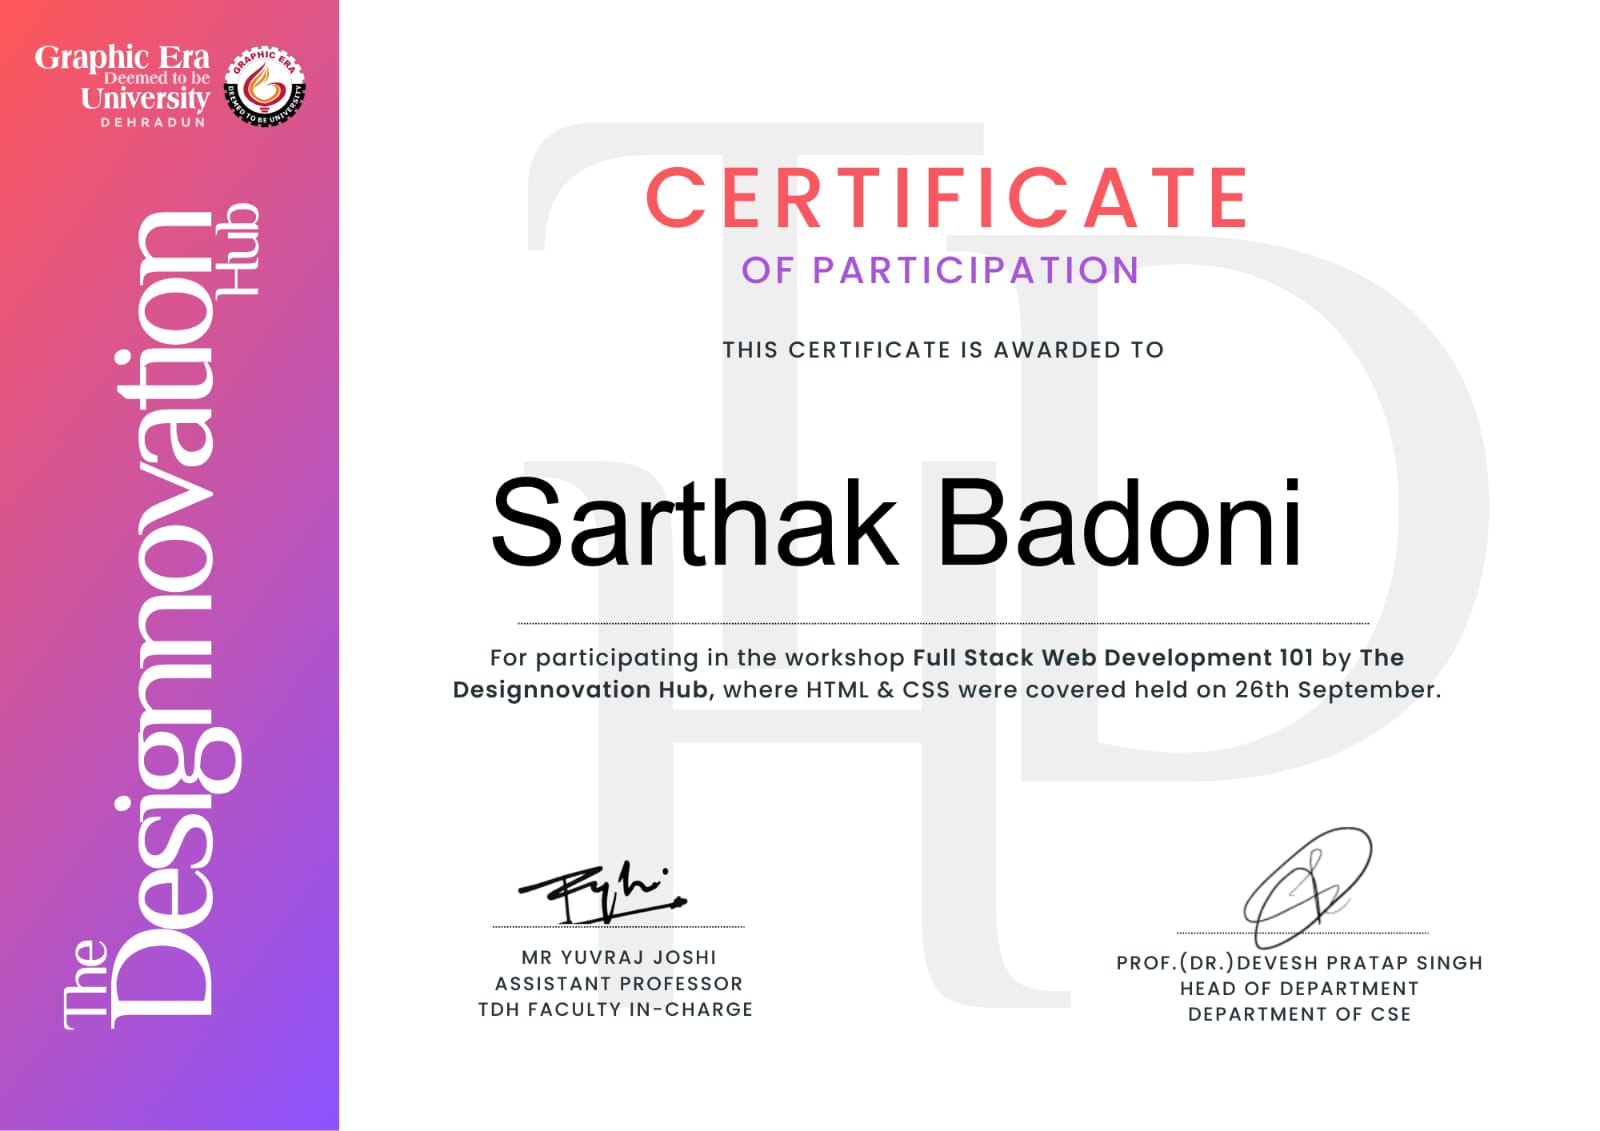 Graphic Era
Deemed to be
University
DEHRADUN
GRAPHIC ERA
DEEMED TO BE UNIVERSITY
The
Designnovation
Hub
CERTIFICATE
OF PARTICIPATION
THIS CERTIFICATE IS AWARDED TO
Sarthak Badoni
For participating in the workshop Full Stack Web Development 101 by The
Designnovation Hub, where HTML & CSS were covered held on 26th September.
MR YUVRAJ JOSHI
ASSISTANT PROFESSOR
TDH FACULTY IN-CHARGE
PROF.(DR.)DEVESH PRATAP SINGH
HEAD OF DEPARTMENT
DEPARTMENT OF CSE